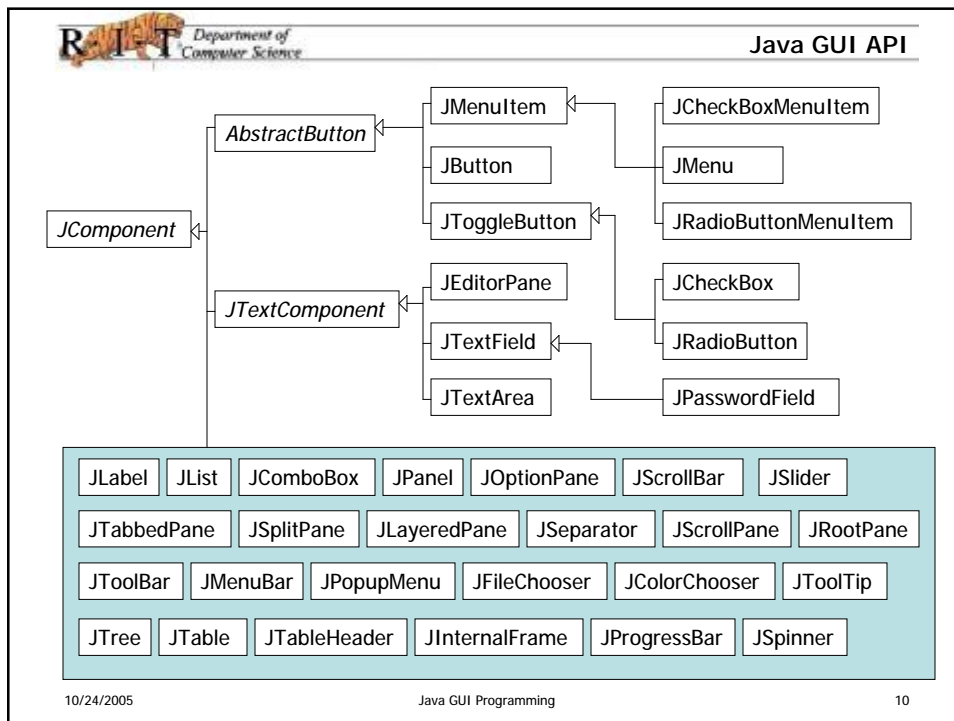 R I T Department of
Computer Science
Java GUI API
JMenuItem
JCheckBoxMenuItem
AbstractButton
JButton
JMenu
JComponent
JToggleButton
JRadioButtonMenuItem
JEditorPane
JCheckBox
JTextComponent
JTextField
JRadioButton
JTextArea
JPasswordField
JLabel JList JComboBox JPanel JOptionPane JScrollBar JSlider
JTabbedPane JSplitPane JLayeredPane JSeparator JScrollPane JRootPane
JToolBar JMenuBar JPopupMenu JFileChooser JColorChooser JToolTip
JTree JTable JTableHeader JInternalFrame JProgressBar JSpinner
10/24/2005 Java GUI Programming 10